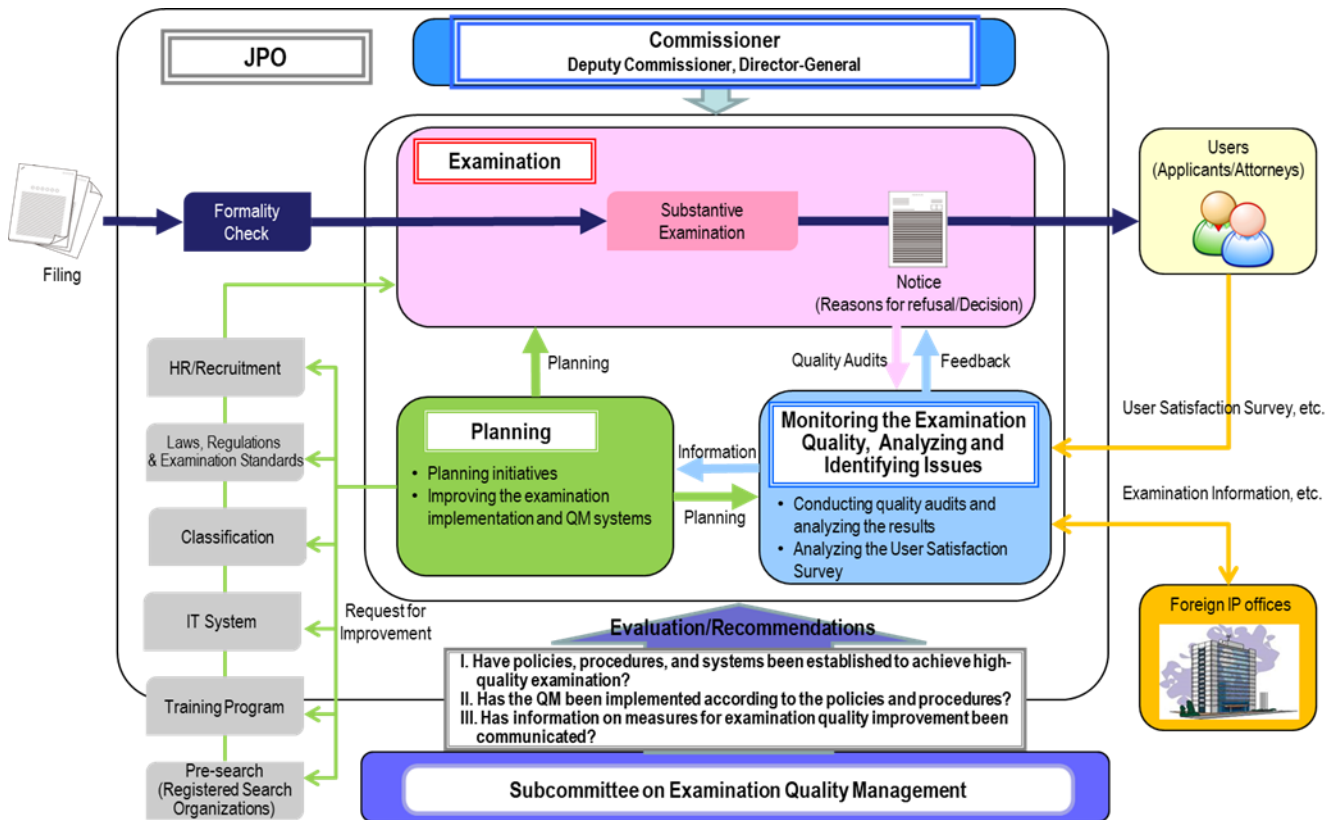 JPO
Commissioner
Deputy Commissioner, Director-General
Examination
Users
(Applicants/Attorneys)
Filing
Formality
Check
Substantive
Examination
Notice
(Reasons for refusal/Decision)
Planning
Quality Audits
Feedback
HR/Recruitment
Laws, Regulations
& Examination Standards
Classification
IT System
Training Program
Pre-search
(Registered Search
Organizations)
Request for
Improvement
Planning
• Planning initiatives
• Improving the examination
implementation and QM systems
Information
Planning
Monitoring the Examination
Quality, Analyzing and
Identifying Issues
• Conducting quality audits and
analyzing the results
• Analyzing the User Satisfaction
Survey
User Satisfaction Survey, etc.
Examination Information, etc.
Foreign IP offices
Evaluation/Recommendations
I. Have policies, procedures, and systems been established to achieve high-
quality examination?
II. Has the QM been implemented according to the policies and procedures?
III. Has information on measures for examination quality improvement been
communicated?
Subcommittee on Examination Quality Management